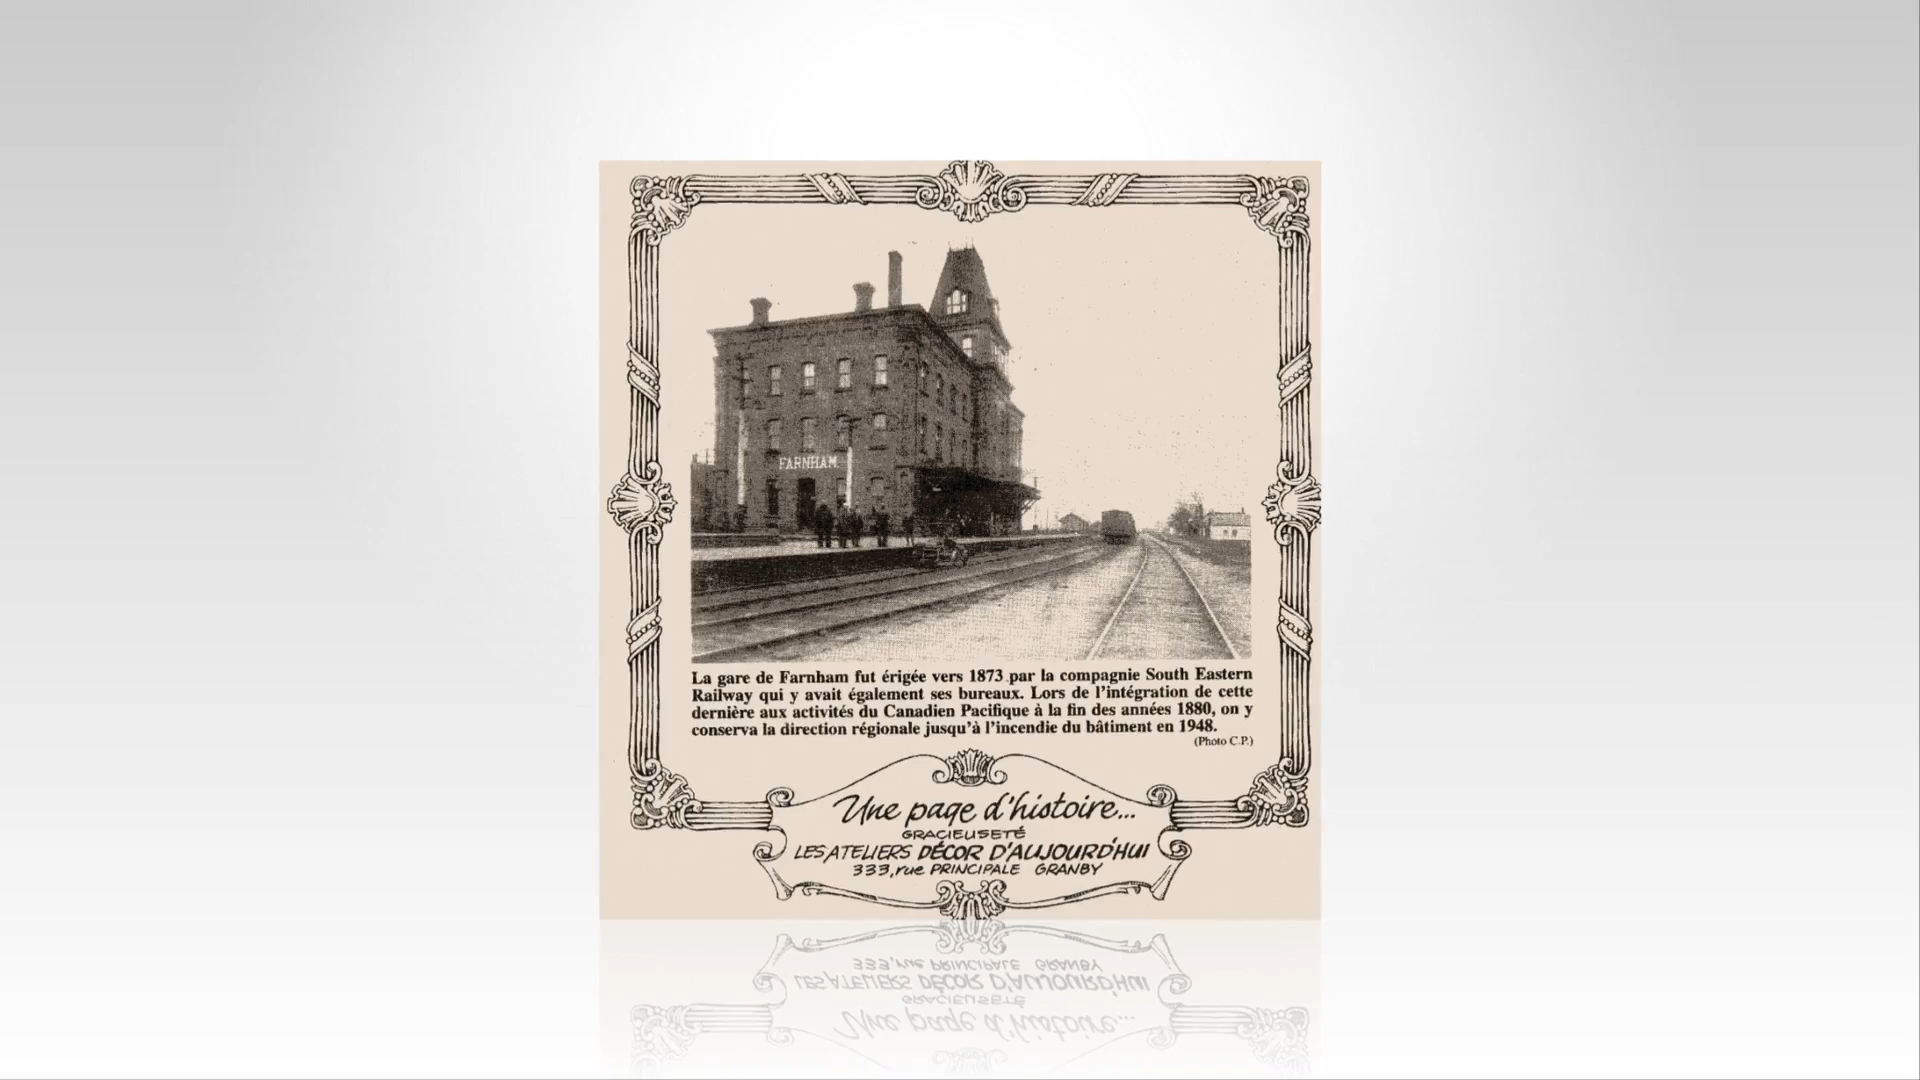 FARNHAM.
La gare de Farnham fut érigée vers 1873 par la compagnie South Eastern
Railway qui y avait également ses bureaux. Lors de l'intégration de cette
dernière aux activités du Canadien Pacifique à la fin des années 1880, on y
conserva la direction régionale jusqu'à l'incendie du bâtiment en 1948.
(Photo C.P.)
Une page d'histoire...
GRACIEUSETÉ
LES ATELIERS DÉCOR D'AUJOURD'HUI
333, rue PRINCIPALE GRANBY